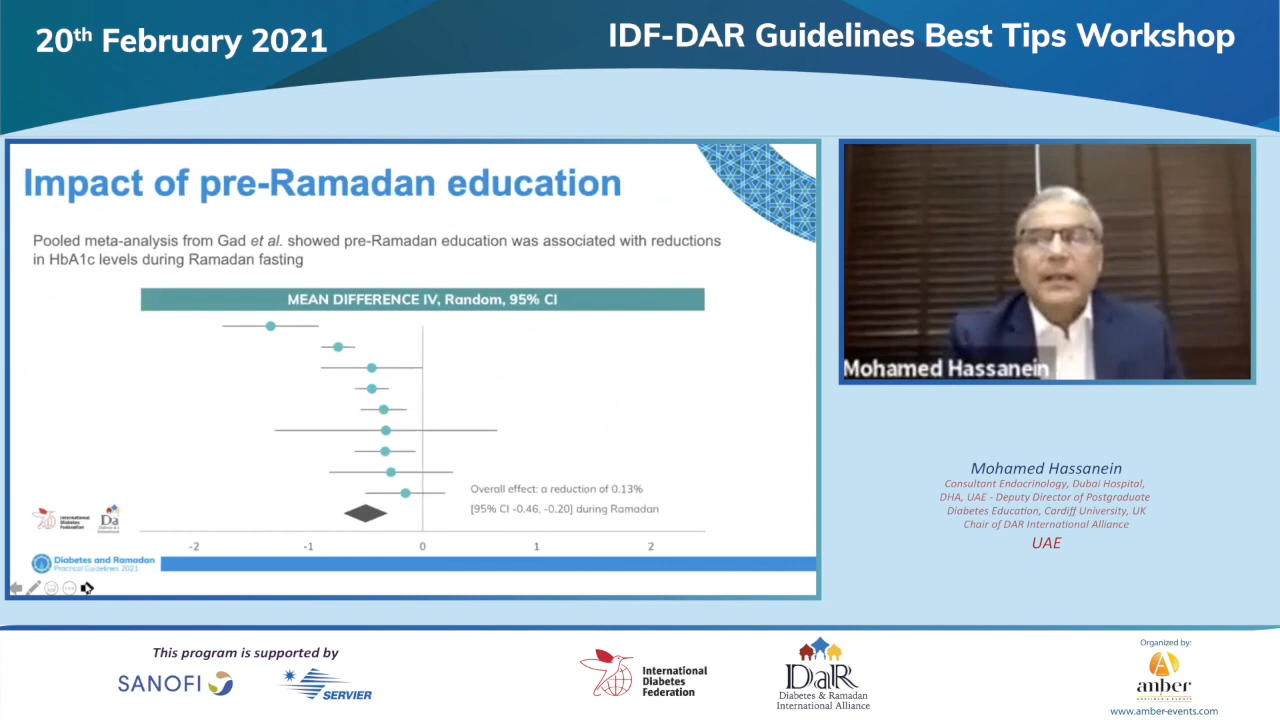 20th February 2021
IDF-DAR Guidelines Best Tips Workshop
Impact of pre-Ramadan education
Pooled meta-analysis from Gad et al. showed pre-Ramadan education was associated with reductions
in HbA1c levels during Ramadan fasting
MEAN DIFFERENCE IV, Random, 95% CI
Overall effect: a reduction of 0.13%
[95% CI -0.46, -0.20] during Ramadan
-2 -1 0 1 2
International
Diabetes
Federation
Da
Diabetes and Ramadan
Practical Guidelines 2021
Mohamed Hassanein
Mohamed Hassanein
Consultant Endocrinology, Dubai Hospital,
DHA, UAE - Deputy Director of Postgraduate
Diabetes Education, Cardiff University, UK
Chair of DAR International Alliance
UAE
This program is supported by
SANOFI
SERVIER
International
Diabetes
Federation
DaR
Diabetes & Ramadan
International Alliance
Organized by:
anber
www.amber-events.com